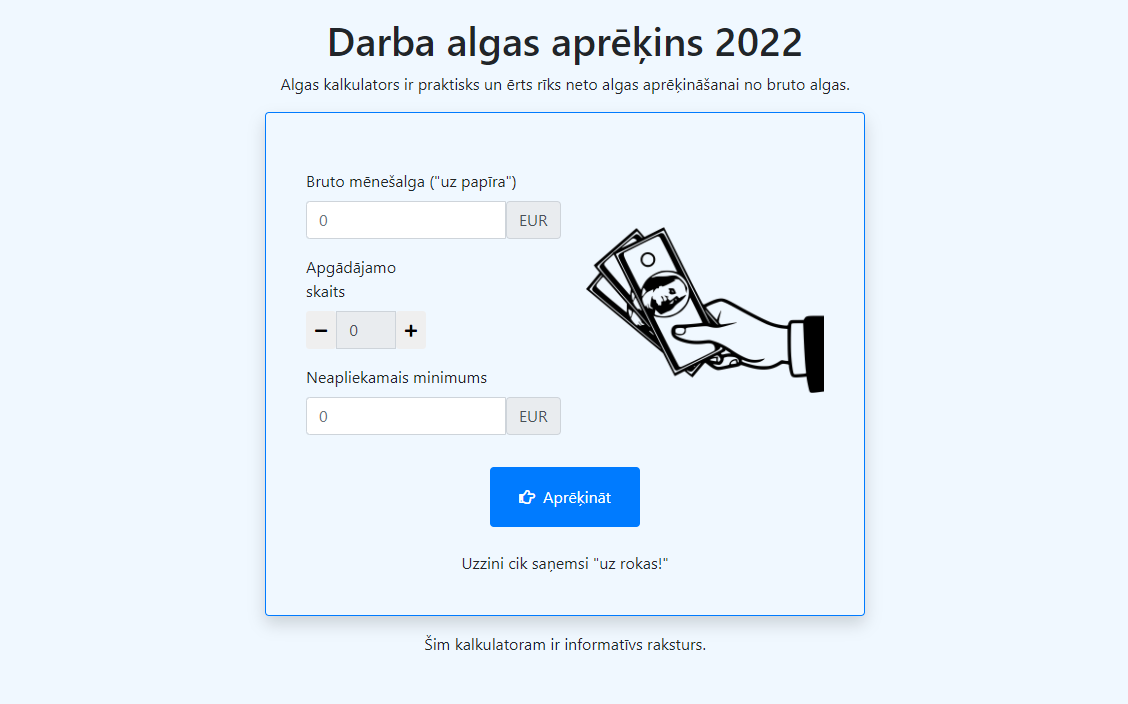 Darba algas aprēķins 2022
Algas kalkulators ir praktisks un ērts rīks neto algas aprēķināšanai no bruto algas.
Bruto mēnešalga ("uz papīra")
0 EUR
Apgādājamo
skaits
− 0 +
Neapliekamais minimums
0 EUR
Aprēķināt
Uzzini cik saņemsi "uz rokas!"
Šim kalkulatoram ir informatīvs raksturs.